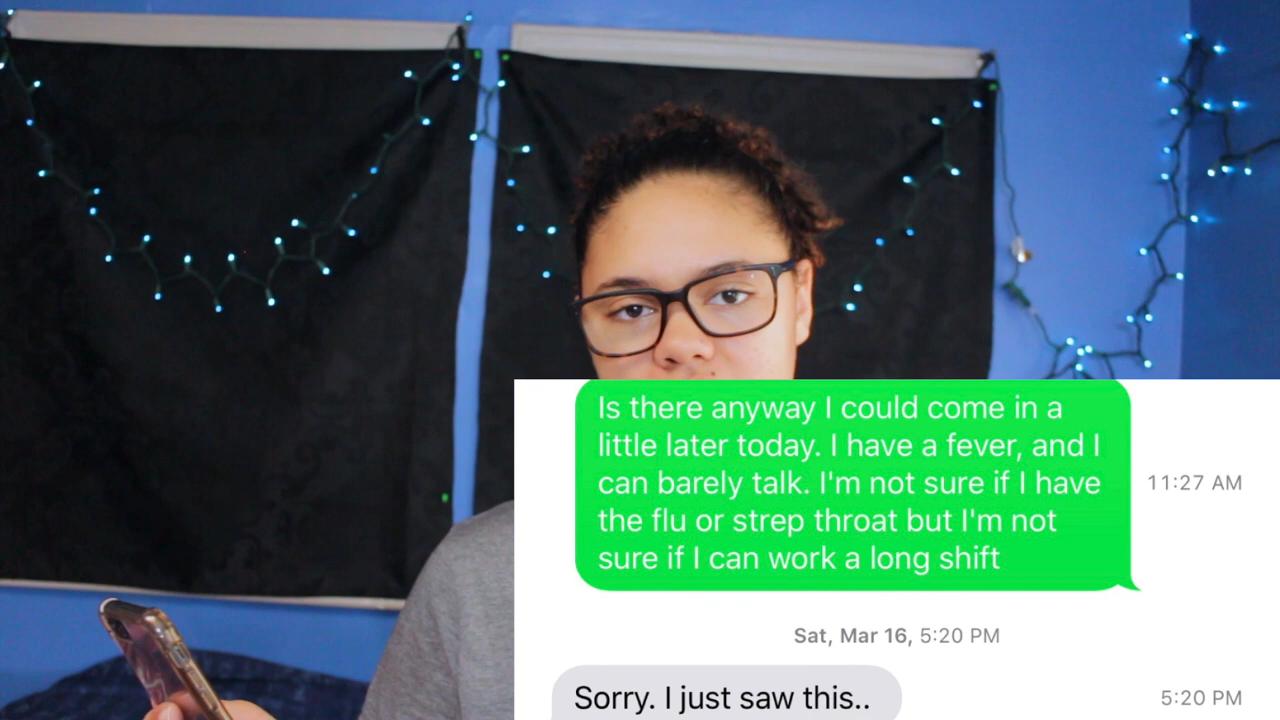 Is there anyway I could come in a
little later today. I have a fever, and I
can barely talk. I'm not sure if I have
the flu or strep throat but I'm not
sure if I can work a long shift
11:27 AM
Sat, Mar 16, 5:20 PM
Sorry. I just saw this..
5:20 PM